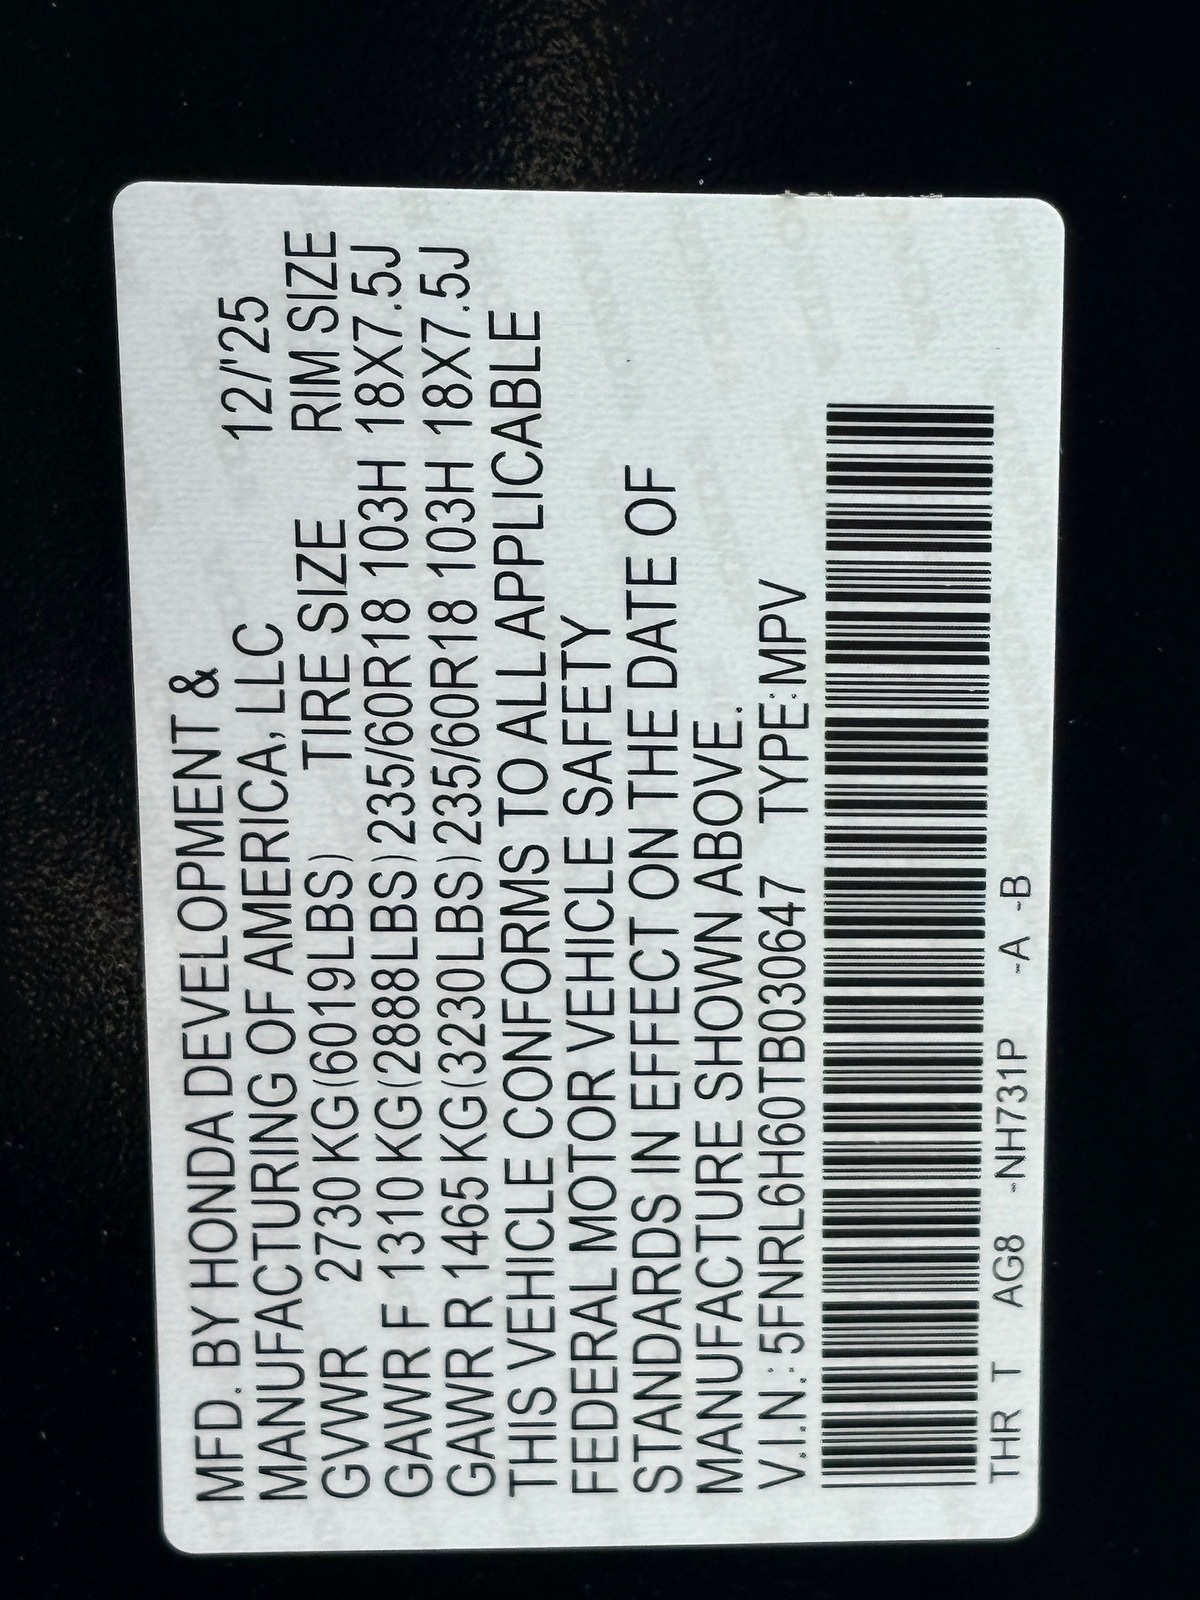 MFD. BY HONDA DEVELOPMENT &
MANUFACTURING OF AMERICA, LLC 12/'25
GVWR 2730 KG(6019LBS) TIRE SIZE RIM SIZE
GAWR F 1310 KG(2888LBS) 235/60R18 103H 18X7.5J
GAWR R 1465 KG(3230LBS) 235/60R18 103H 18X7.5J
THIS VEHICLE CONFORMS TO ALL APPLICABLE
FEDERAL MOTOR VEHICLE SAFETY
STANDARDS IN EFFECT ON THE DATE OF
MANUFACTURE SHOWN ABOVE.
V.I.N.: 5FNRL6H60TB030647 TYPE: MPV
THR T AG8 -NH731P -A -B